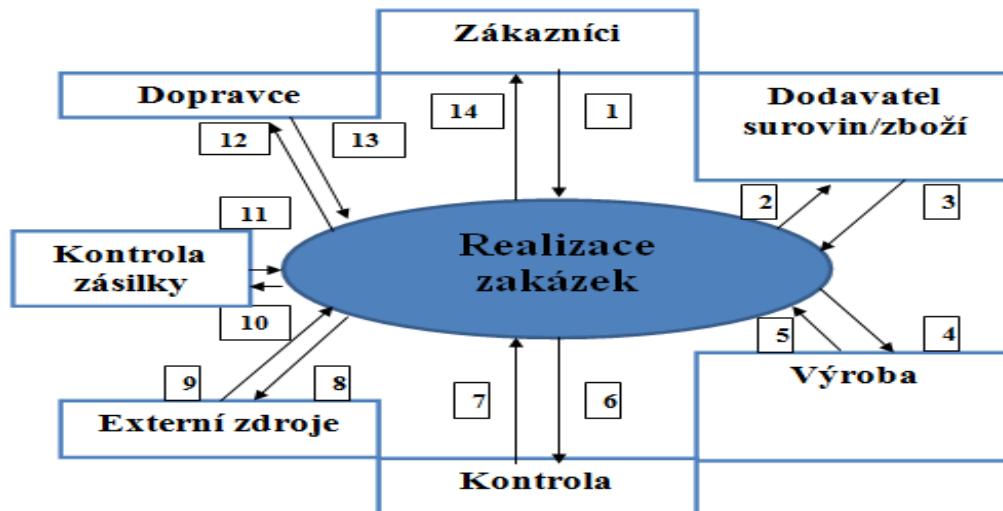 Zákazníci
Dopravce
Dodavatel
surovin/zboží
12
13
14
1
11
2
3
Realizace
zakázek
Kontrola
zásilky
10
5
4
Výroba
9
8
7
6
Externí zdroje
Kontrola